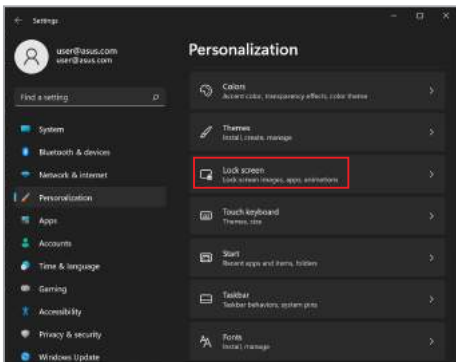 Settings
user@asus.com
user@asus.com
Find a setting
System
Bluetooth & devices
Network & internet
Personalization
Apps
Accounts
Time & language
Gaming
Accessibility
Privacy & security
Windows Update
Personalization
Colors
Accent color, transparency effects, color theme
Themes
Install, create, manage
Lock screen
Lock screen images, apps, animations
Touch keyboard
Themes, size
Start
Recent apps and items, folders
Taskbar
Taskbar behaviors, system pins
Fonts
Install, manage